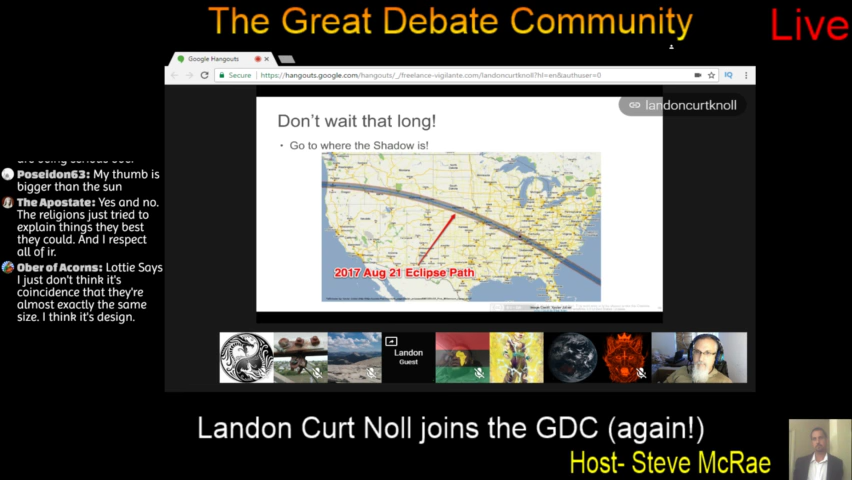 The Great Debate Community
Live
Google Hangouts
Secure
https://hangouts.google.com/hangouts/_/freelance-vigilante.com/landoncurtknoll?hl=en&authuser=0
landoncurtknoll
Don't wait that long!
• Go to where the Shadow is!
2017 Aug 21 Eclipse Path
Poseidon63: My thumb is
bigger than the sun
The Apostate: Yes and no.
The religions just tried to
explain things they best
they could. And I respect
all of ir.
Ober of Acorns: Lottie Says
I just don't think it's
coincidence that they're
almost exactly the same
size. I think it's design.
Landon
Guest
Landon Curt Noll joins the GDC (again!)
Host- Steve McRae